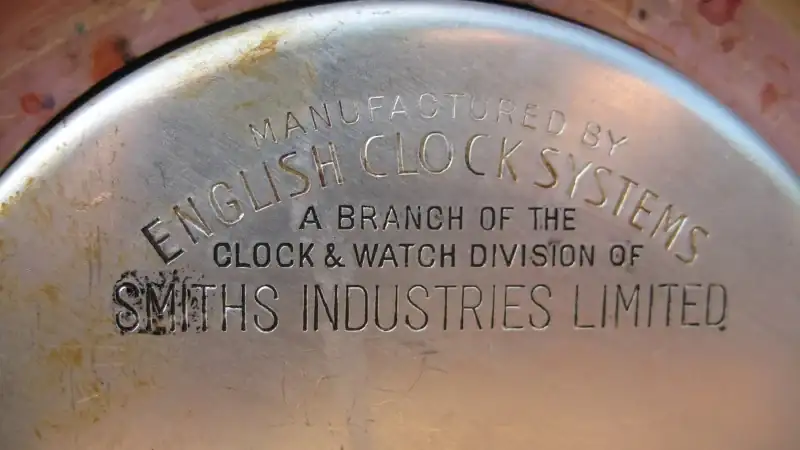 MANUFACTURED BY
ENGLISH CLOCK SYSTEMS
A BRANCH OF THE
CLOCK & WATCH DIVISION OF
SMITHS INDUSTRIES LIMITED